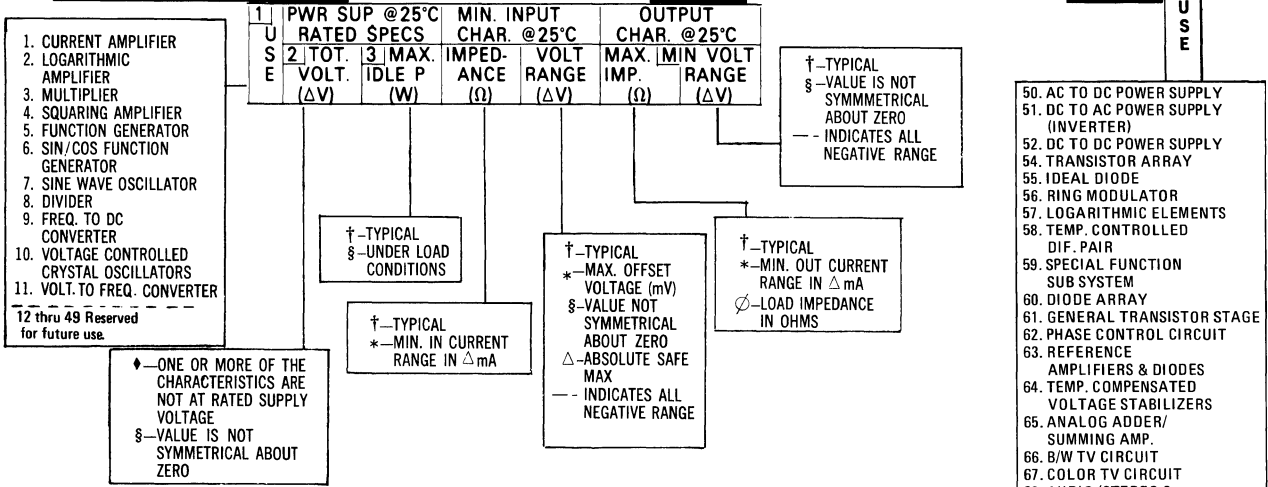 1 PWR SUP @25°C MIN. INPUT OUTPUT
U RATED SPECS CHAR. @25°C CHAR. @25°C
S 2 TOT. 3 MAX. IMPED- VOLT MAX. MIN VOLT
E VOLT. IDLE P ANCE RANGE IMP. RANGE
(ΔV) (W) (Ω) (ΔV) (Ω) (ΔV)
1. CURRENT AMPLIFIER
2. LOGARITHMIC
AMPLIFIER
3. MULTIPLIER
4. SQUARING AMPLIFIER
5. FUNCTION GENERATOR
6. SIN/COS FUNCTION
GENERATOR
7. SINE WAVE OSCILLATOR
8. DIVIDER
9. FREQ. TO DC
CONVERTER
10. VOLTAGE CONTROLLED
CRYSTAL OSCILLATORS
11. VOLT. TO FREQ. CONVERTER
12 thru 49 Reserved
for future use.
♦—ONE OR MORE OF THE
CHARACTERISTICS ARE
NOT AT RATED SUPPLY
VOLTAGE
§—VALUE IS NOT
SYMMETRICAL ABOUT
ZERO
†—TYPICAL
§—UNDER LOAD
CONDITIONS
†—TYPICAL
*—MIN. IN CURRENT
RANGE IN △mA
†—TYPICAL
*—MAX. OFFSET
VOLTAGE (mV)
§—VALUE NOT
SYMMETRICAL
ABOUT ZERO
△—ABSOLUTE SAFE
MAX
— - INDICATES ALL
NEGATIVE RANGE
†—TYPICAL
*—MIN. OUT CURRENT
RANGE IN △ mA
∅—LOAD IMPEDANCE
IN OHMS
†—TYPICAL
§—VALUE IS NOT
SYMMMETRICAL
ABOUT ZERO
— - INDICATES ALL
NEGATIVE RANGE
U
S
E
50. AC TO DC POWER SUPPLY
51. DC TO AC POWER SUPPLY
(INVERTER)
52. DC TO DC POWER SUPPLY
54. TRANSISTOR ARRAY
55. IDEAL DIODE
56. RING MODULATOR
57. LOGARITHMIC ELEMENTS
58. TEMP. CONTROLLED
DIF. PAIR
59. SPECIAL FUNCTION
SUB SYSTEM
60. DIODE ARRAY
61. GENERAL TRANSISTOR STAGE
62. PHASE CONTROL CIRCUIT
63. REFERENCE
AMPLIFIERS & DIODES
64. TEMP. COMPENSATED
VOLTAGE STABILIZERS
65. ANALOG ADDER/
SUMMING AMP.
66. B/W TV CIRCUIT
67. COLOR TV CIRCUIT